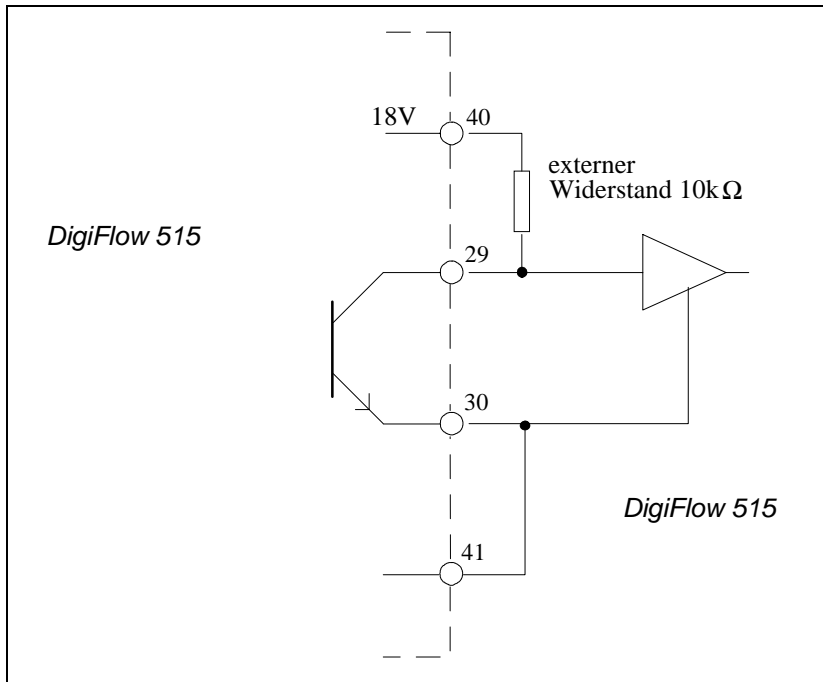 18V
40
externer
Widerstand 10kΩ
DigiFlow 515
29
30
DigiFlow 515
41